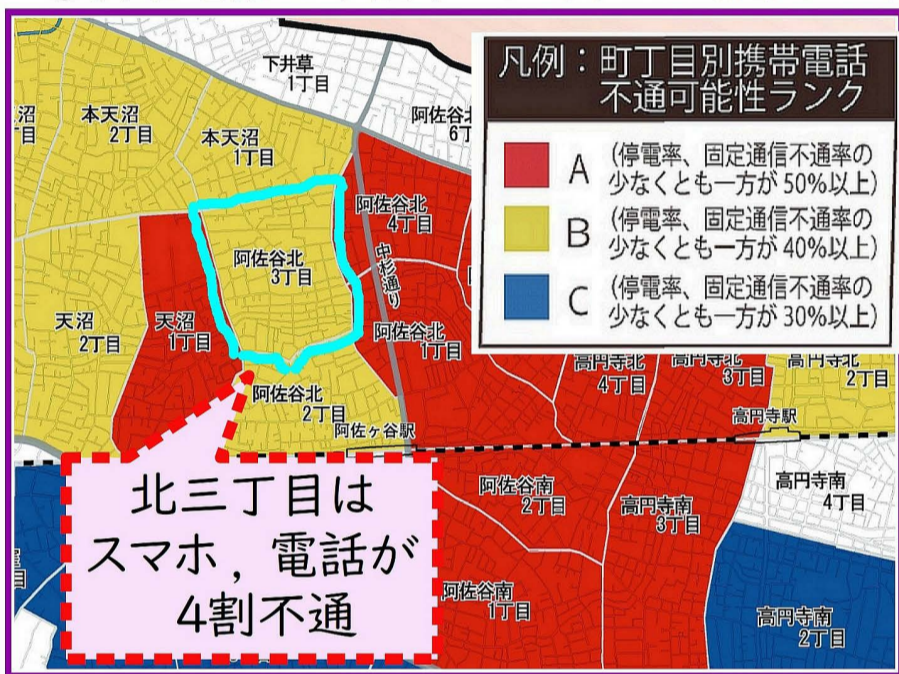 凡例：町丁目別携帯電話
不通可能性ランク
A （停電率、固定通信不通率の
少なくとも一方が50％以上）
B （停電率、固定通信不通率の
少なくとも一方が40％以上）
C （停電率、固定通信不通率の
少なくとも一方が30％以上）
下井草
1丁目
本天沼
2丁目
本天沼
1丁目
阿佐谷北
4丁目
阿佐谷北
3丁目
中杉通り
天沼
2丁目
天沼
1丁目
阿佐谷北
1丁目
阿佐谷北
2丁目
阿佐ヶ谷駅
高円寺北
4丁目
高円寺北
3丁目
高円寺北
2丁目
高円寺駅
阿佐谷南
2丁目
高円寺南
3丁目
高円寺南
4丁目
阿佐谷南
1丁目
高円寺南
2丁目
北三丁目は
スマホ，電話が
4割不通